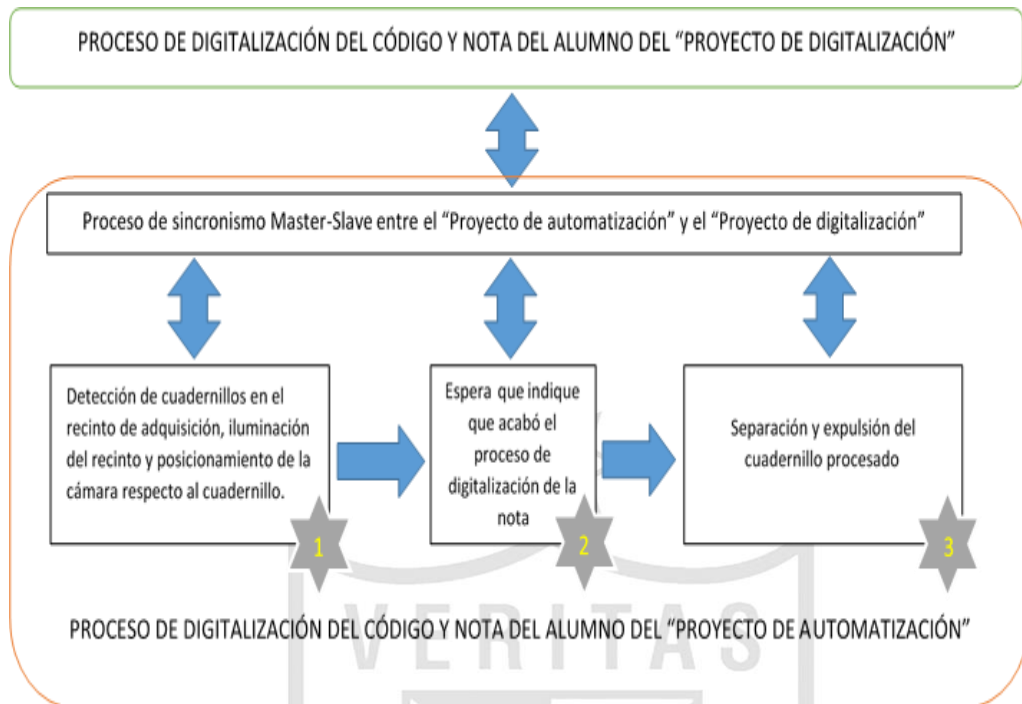 PROCESO DE DIGITALIZACIÓN DEL CÓDIGO Y NOTA DEL ALUMNO DEL “PROYECTO DE DIGITALIZACIÓN”
Proceso de sincronismo Master-Slave entre el “Proyecto de automatización” y el “Proyecto de digitalización”
Detección de cuadernillos en el
recinto de adquisición, iluminación
del recinto y posicionamiento de la
cámara respecto al cuadernillo.
1
Espera que indique
que acabó el
proceso de
digitalización de la
nota
2
Separación y expulsión del
cuadernillo procesado
3
PROCESO DE DIGITALIZACIÓN DEL CÓDIGO Y NOTA DEL ALUMNO DEL “PROYECTO DE AUTOMATIZACIÓN”
VERITAS